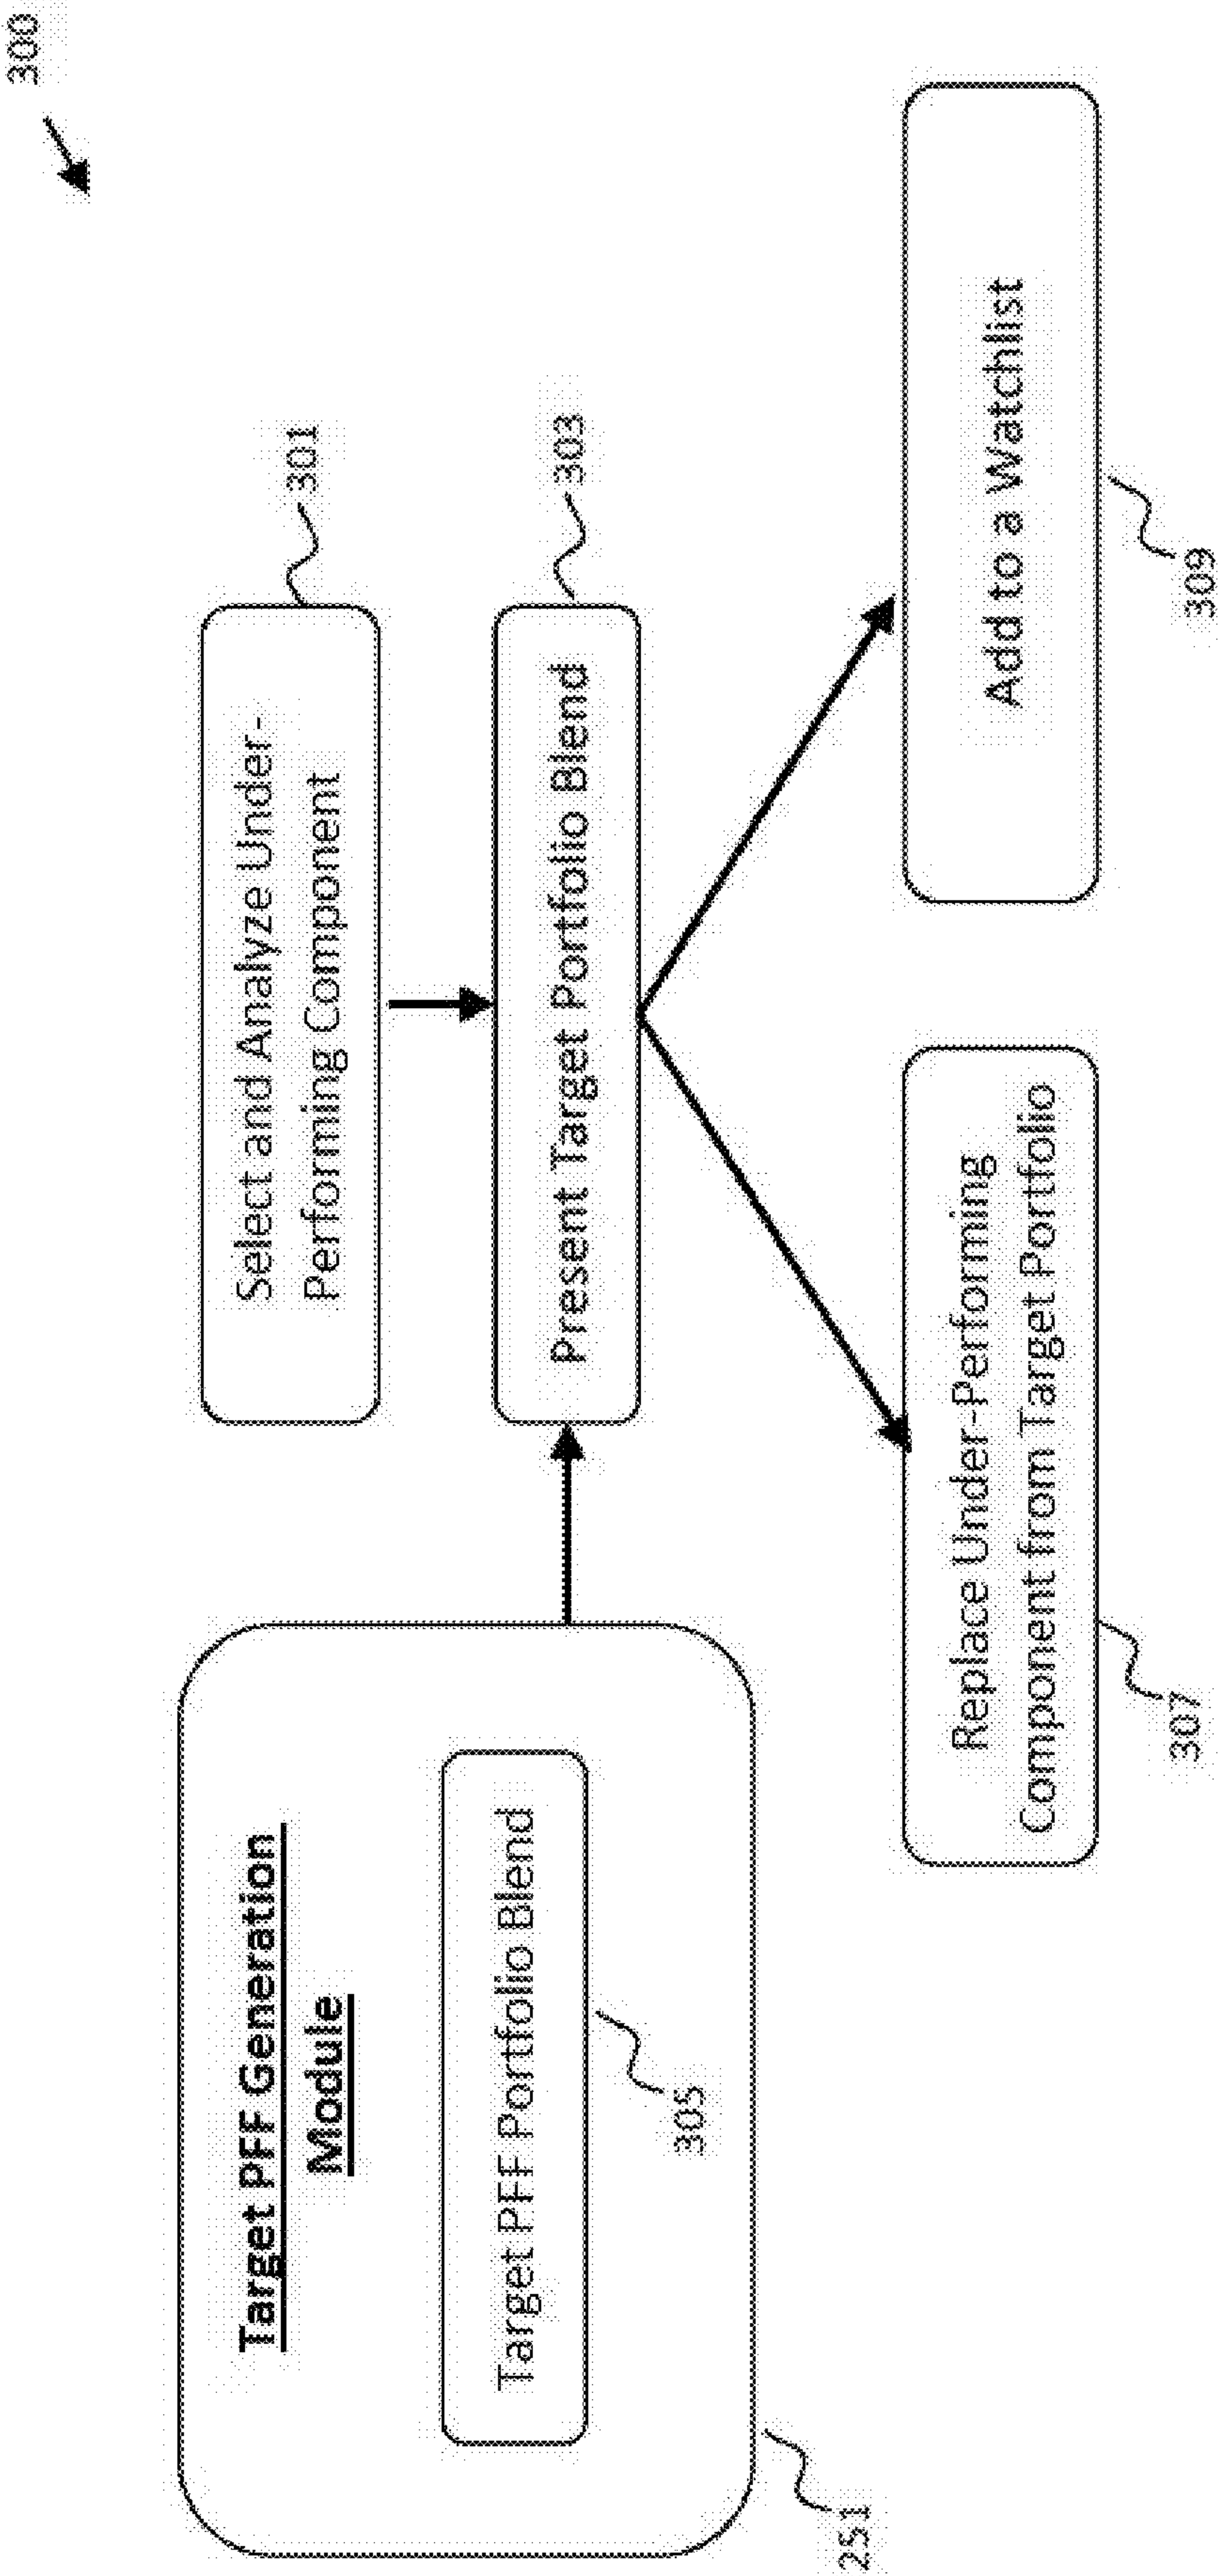 300
Select and Analyze Under-
Performing Component
301
Target PFF Generation
Module
Present Target Portfolio Blend
303
Target PFF Portfolio Blend
305
251
Replace Under-Performing
Component from Target Portfolio
307
Add to a Watchlist
309